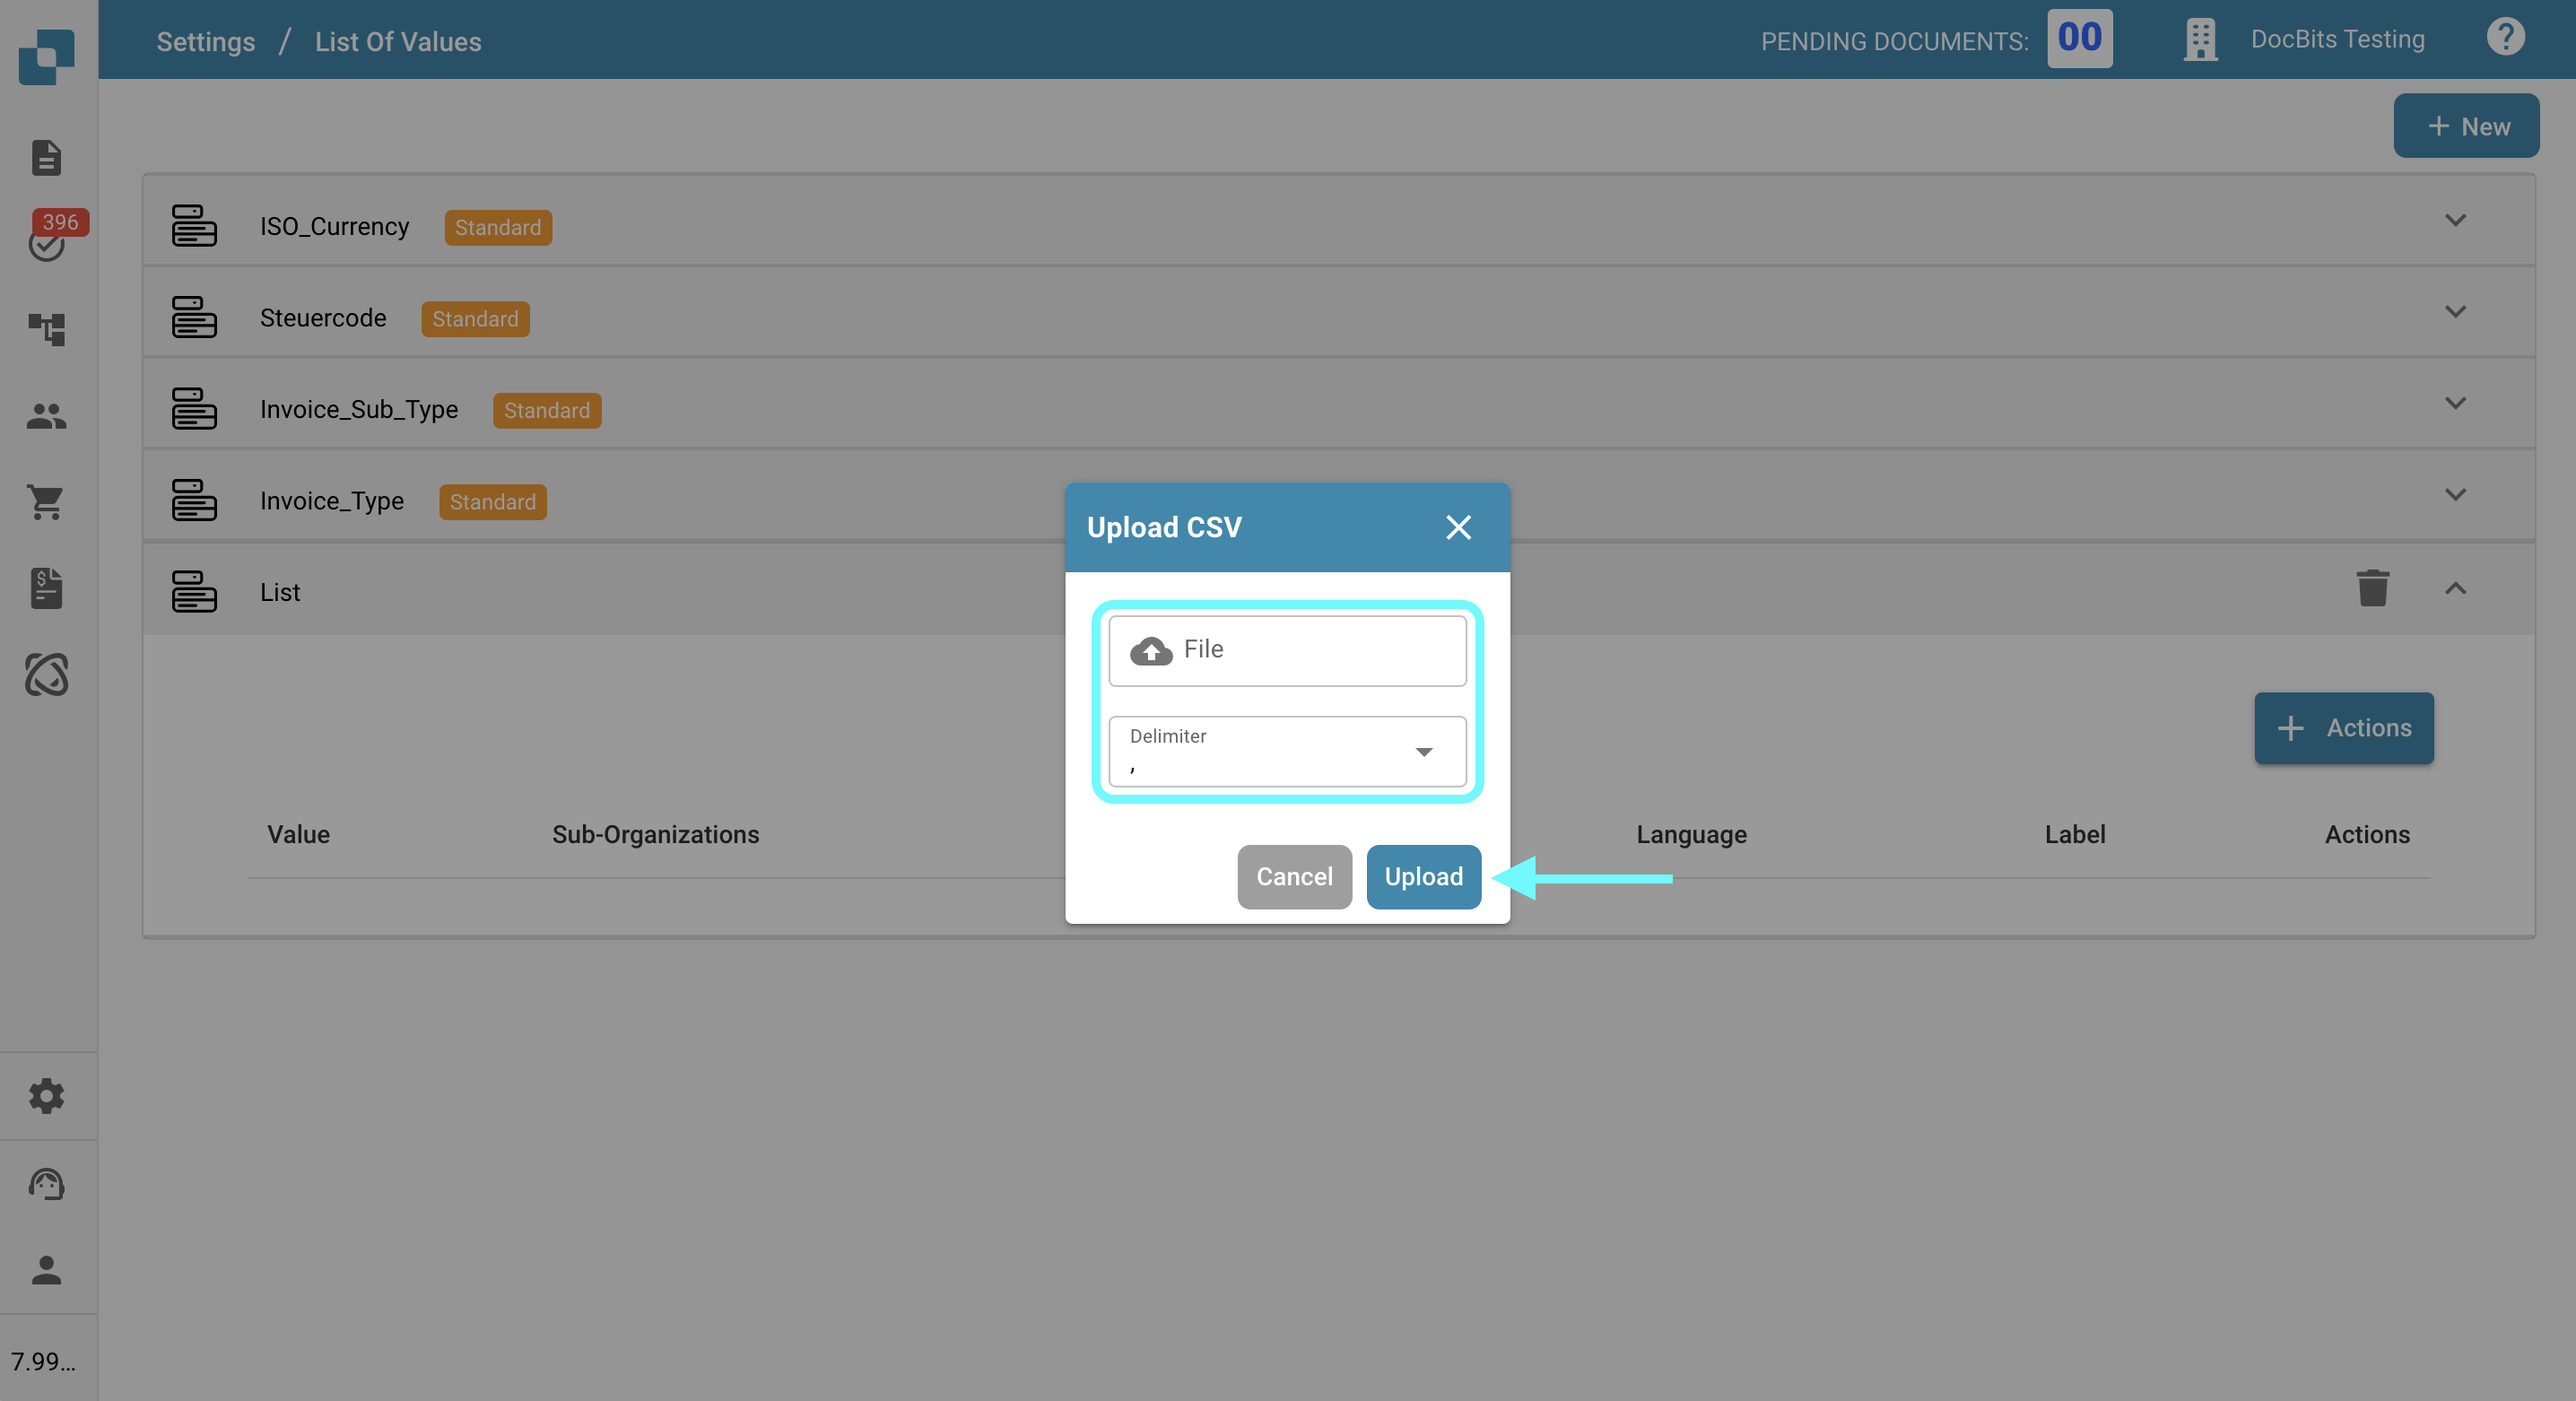 Settings / List Of Values
PENDING DOCUMENTS: 00
DocBits Testing
?
+ New
396
ISO_Currency Standard
Steuercode Standard
Invoice_Sub_Type Standard
Invoice_Type Standard
List
Upload CSV
File
Delimiter
,
Cancel Upload
+ Actions
Value Sub-Organizations Language Label Actions
7.99...